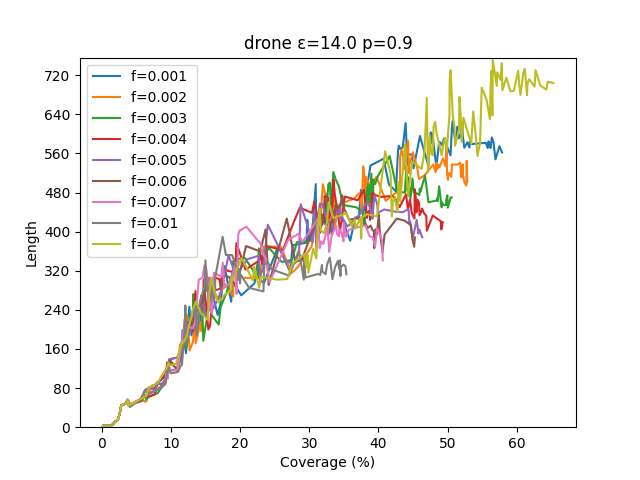 drone ε=14.0 p=0.9
f=0.001
f=0.002
f=0.003
f=0.004
f=0.005
f=0.006
f=0.007
f=0.01
f=0.0
Length
720
640
560
480
400
320
240
160
80
0
0 10 20 30 40 50 60
Coverage (%)